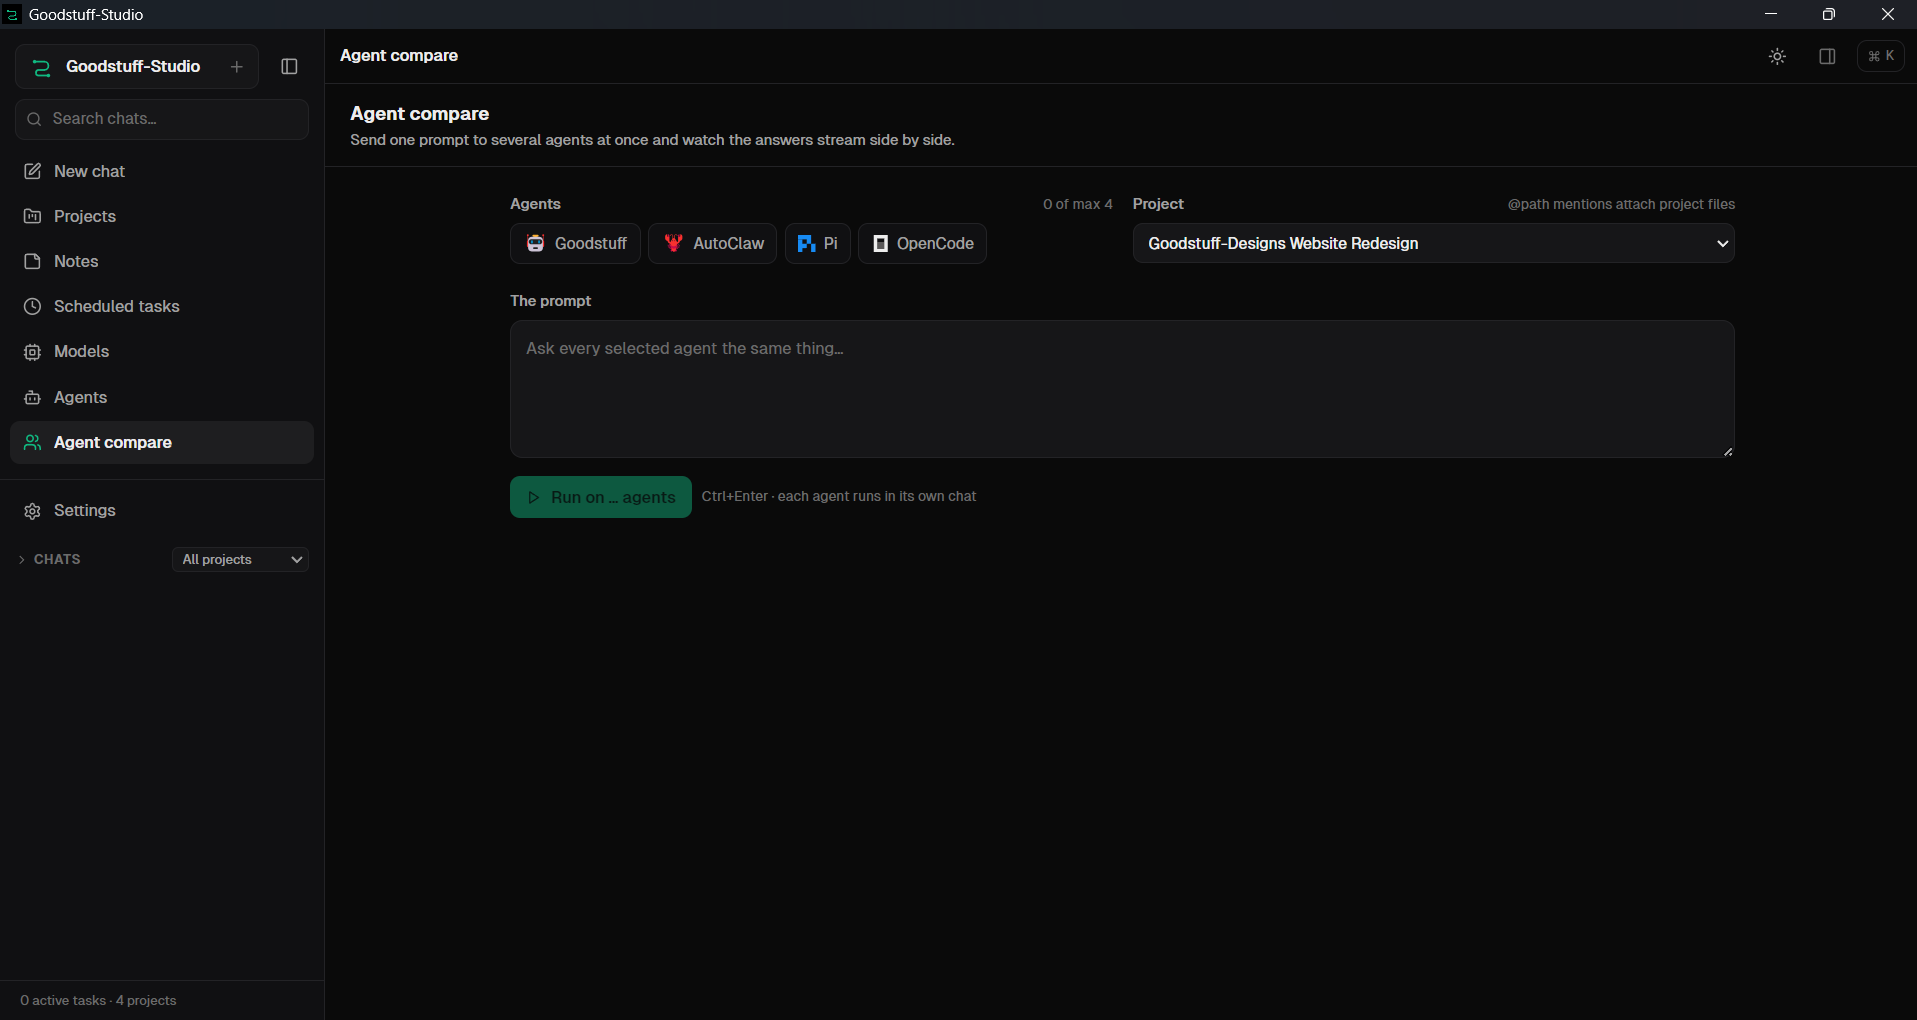 Goodstuff-Studio
Goodstuff-Studio
Search chats...
New chat
Projects
Notes
Scheduled tasks
Models
Agents
Agent compare
Settings
CHATS
All projects
0 active tasks · 4 projects
Agent compare
⌘ K
Agent compare
Send one prompt to several agents at once and watch the answers stream side by side.
Agents
0 of max 4
Goodstuff
AutoClaw
Pi
OpenCode
Project
@path mentions attach project files
Goodstuff-Designs Website Redesign
The prompt
Ask every selected agent the same thing...
Run on ... agents
Ctrl+Enter · each agent runs in its own chat